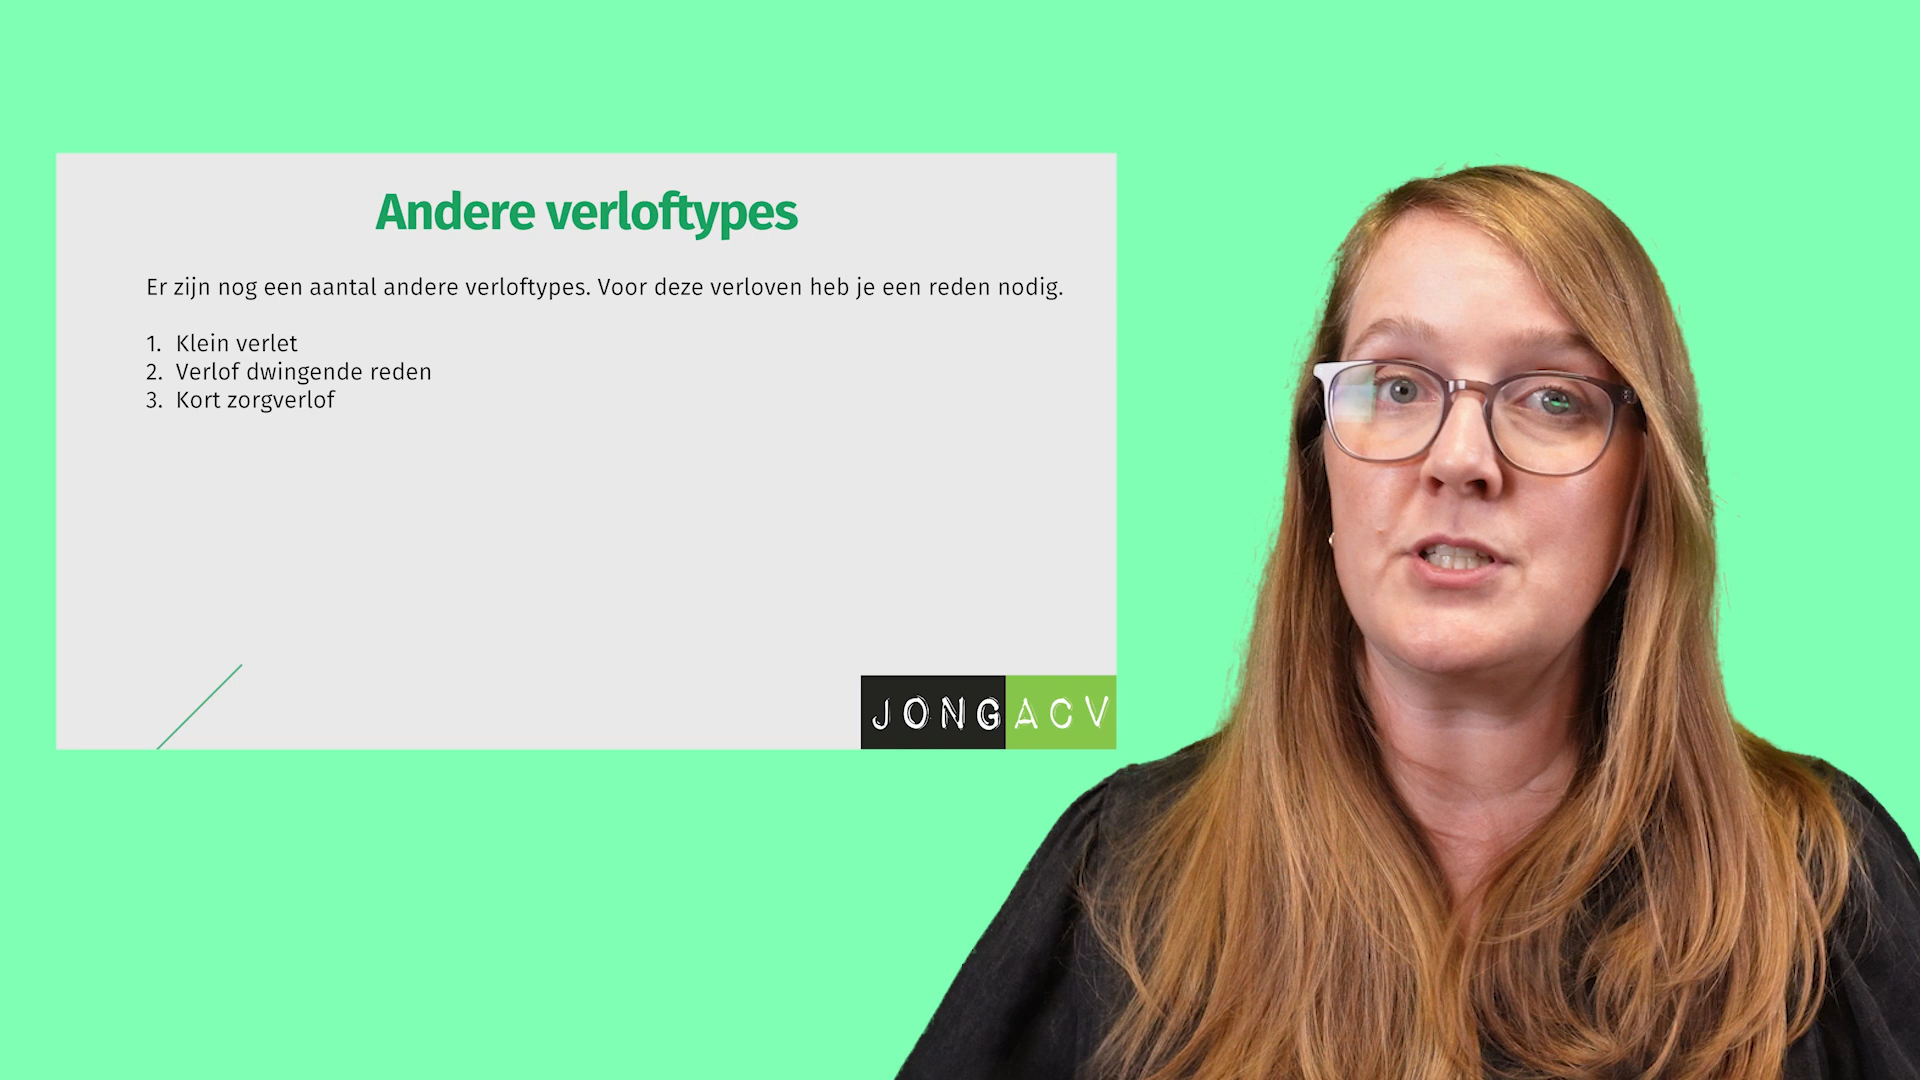 Andere verloftypes
Er zijn nog een aantal andere verloftypes. Voor deze verloven heb je een reden nodig.
1. Klein verlet
2. Verlof dwingende reden
3. Kort zorgverlof
JONGACV